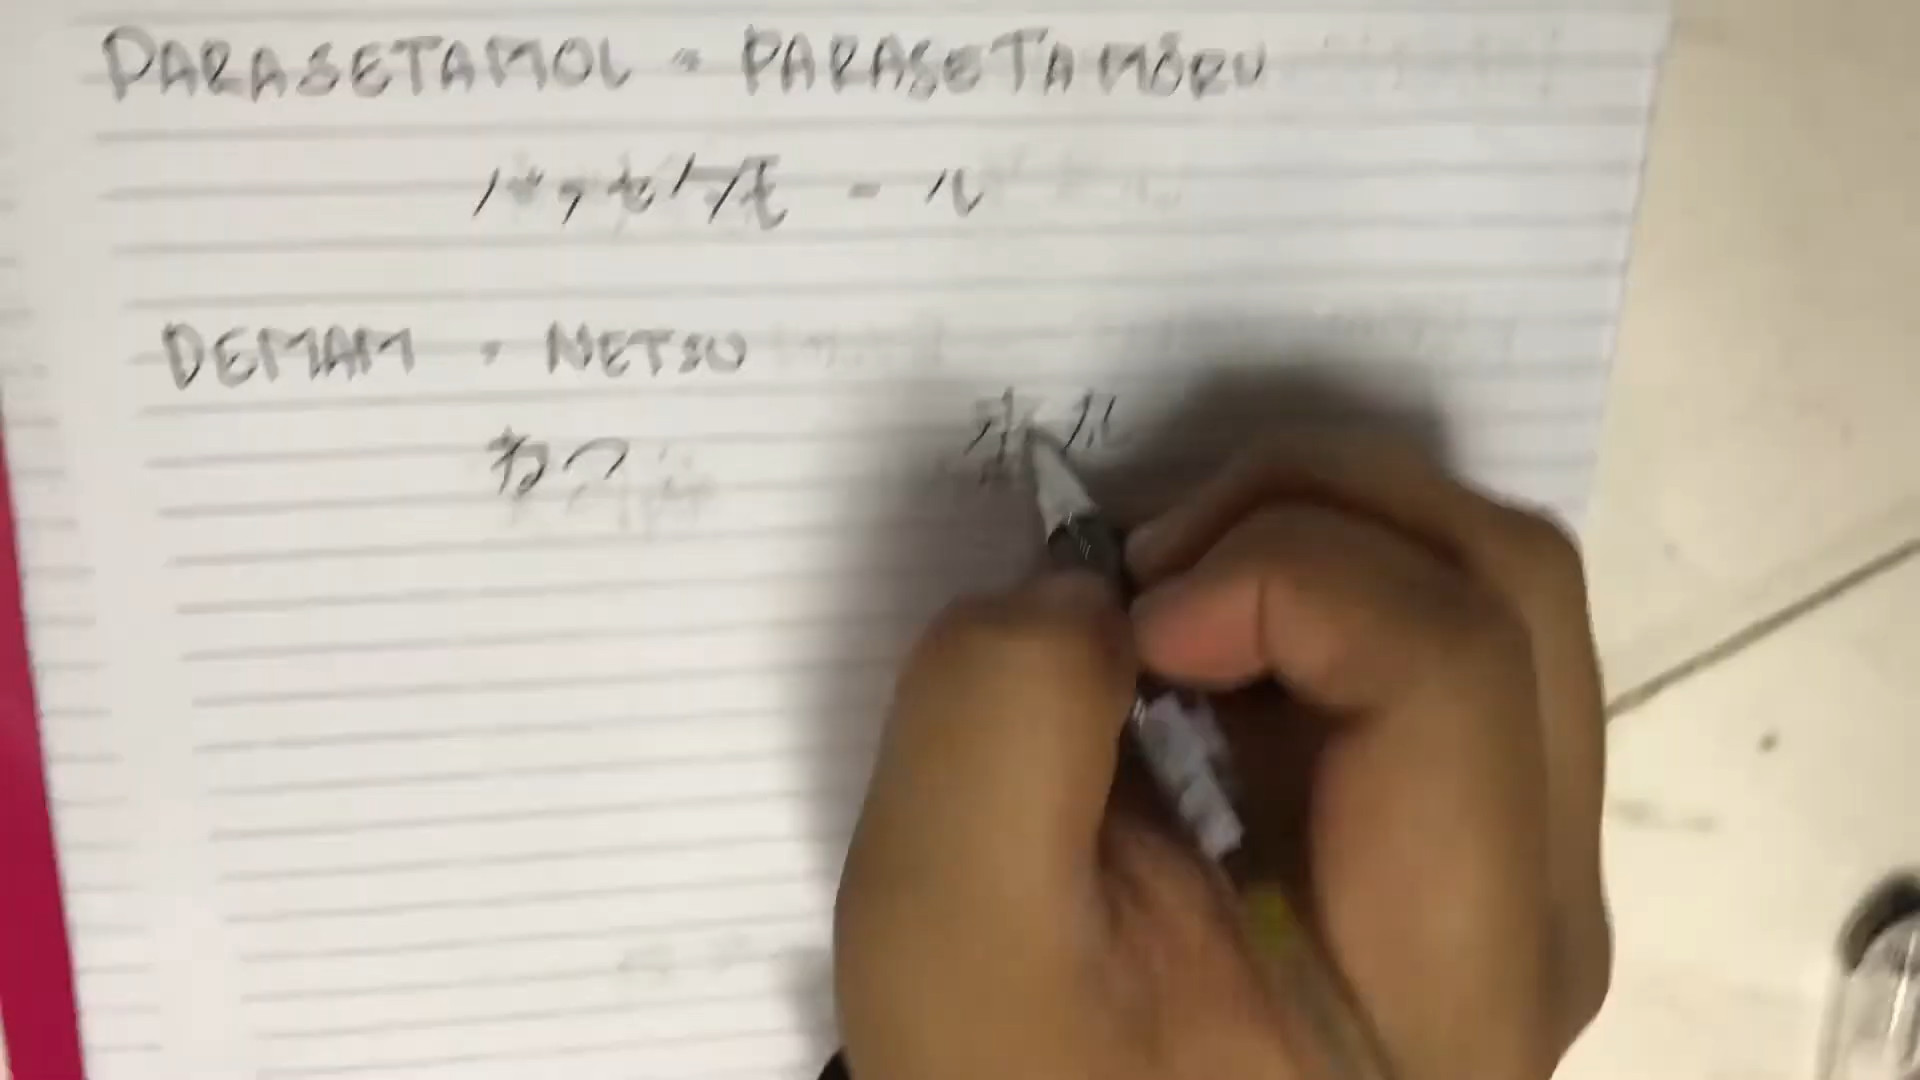 PARASETAMOL = PARASETAMŌRU
パラセタモール
DEMAM = NETSU
ねつ